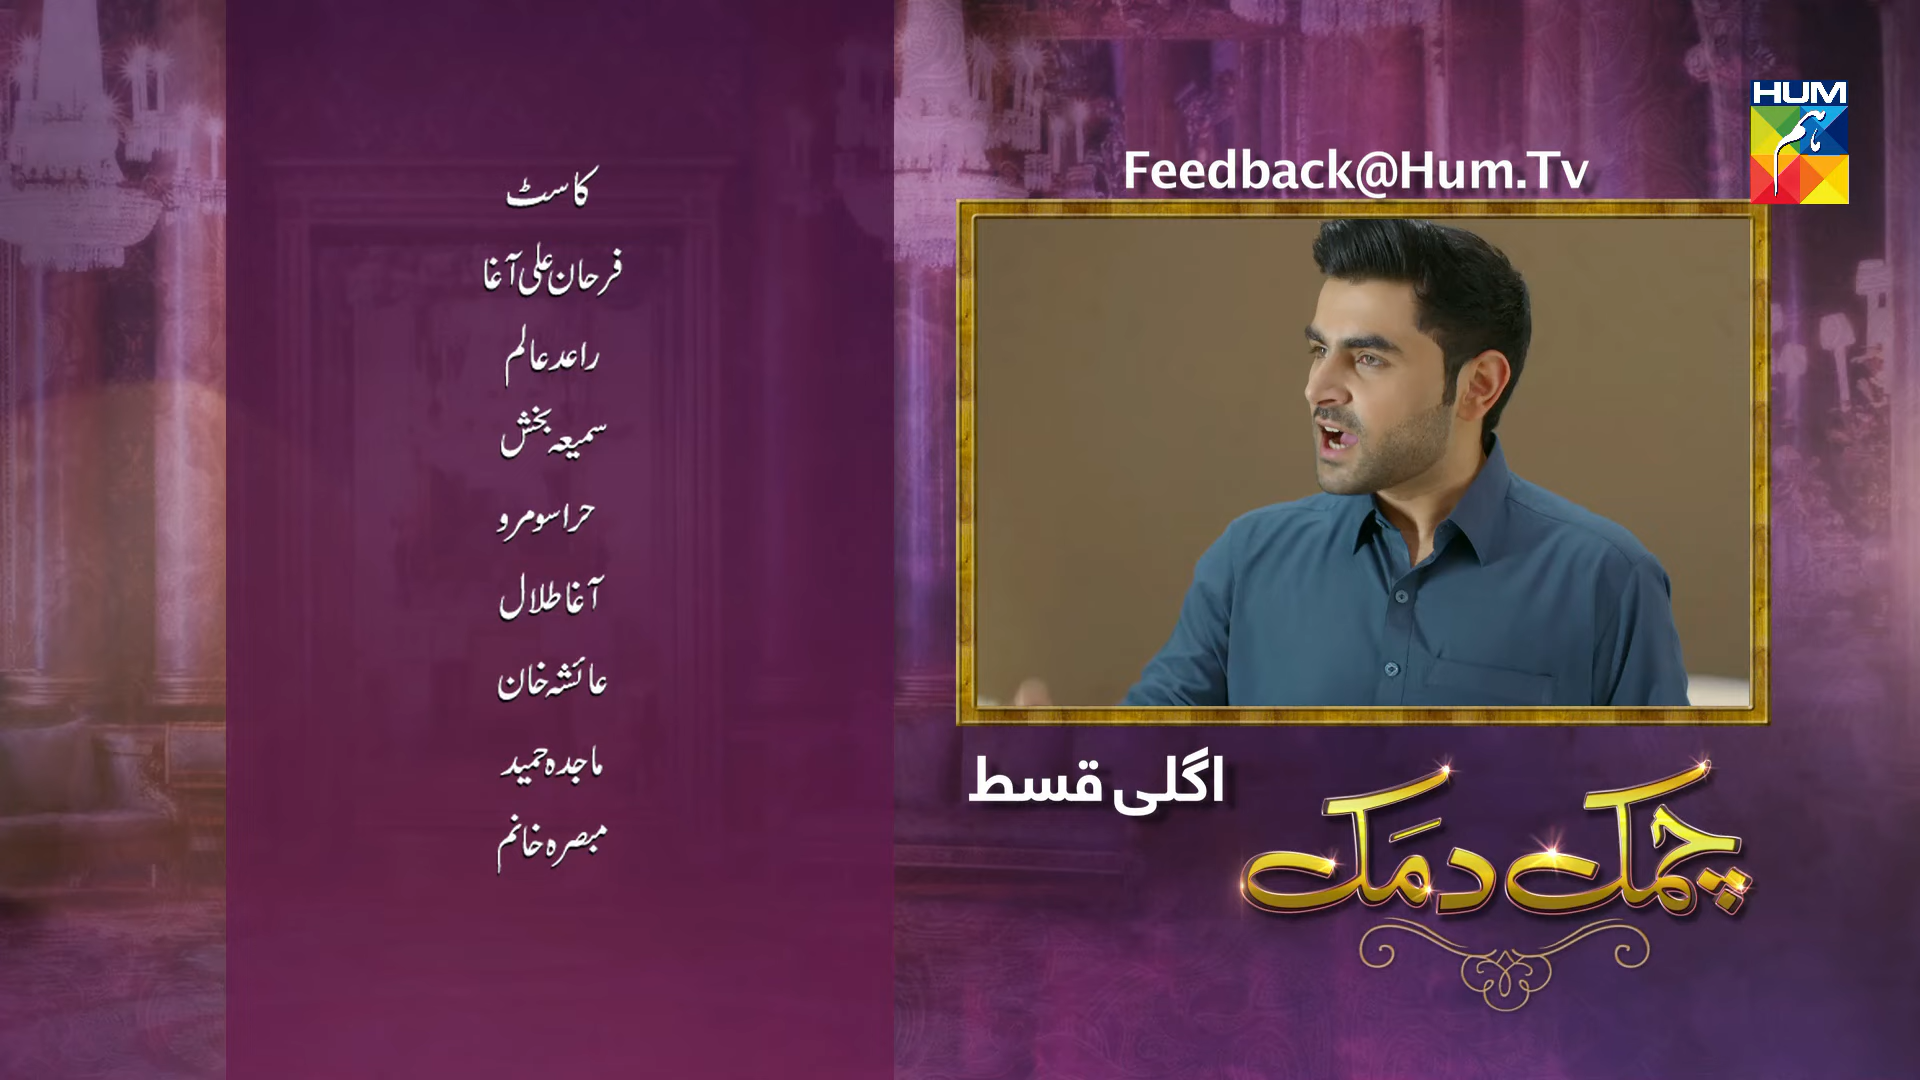 HUM
ہم
Feedback@Hum.Tv
کاسٹ
فرحان علی آغا
راعد عالم
سمیعہ بخش
حرا سومرو
آغا طلال
عائشہ خان
ماجدہ حمید
مبصرہ خانم
اگلی قسط
چمک دمک